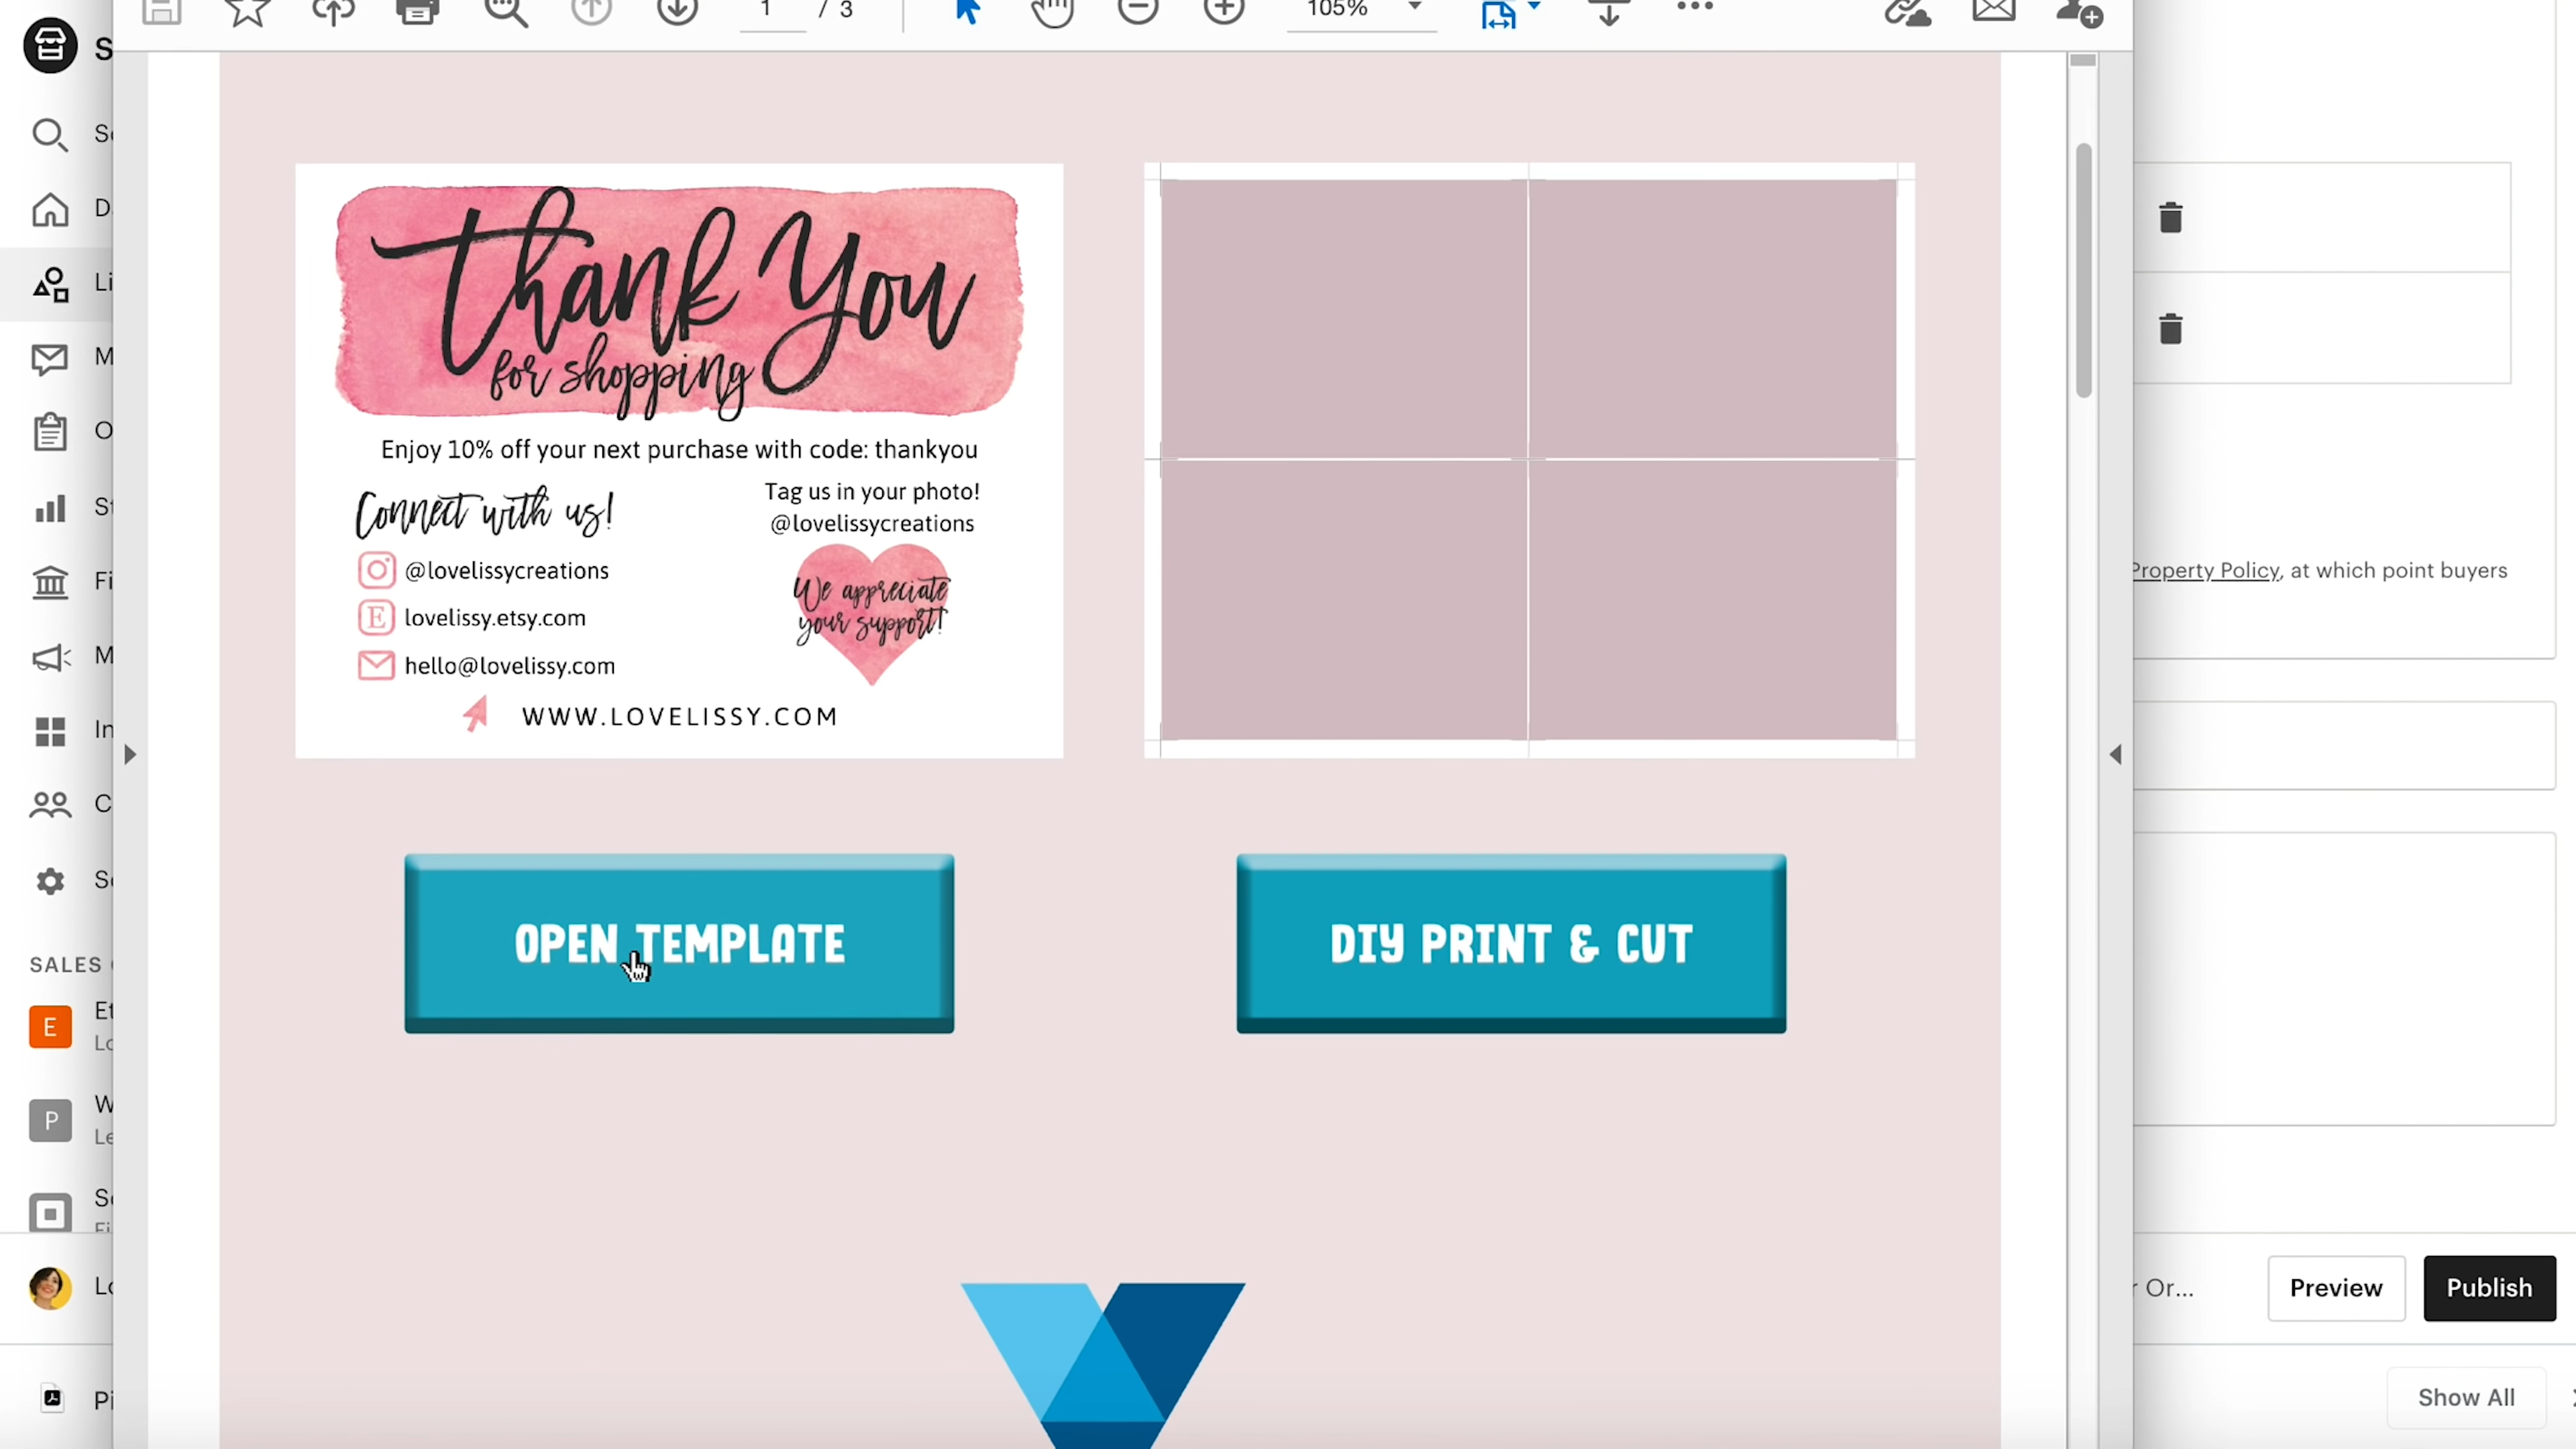 1 / 3
105%
Thank You
for shopping
Enjoy 10% off your next purchase with code: thankyou
Connect with us!
@lovelissycreations
lovelissy.etsy.com
hello@lovelissy.com
Tag us in your photo!
@lovelissycreations
We appreciate
your support!
WWW.LOVELISSY.COM
OPEN TEMPLATE
DIY PRINT & CUT
SALES
E
P
Property Policy, at which point buyers
Or...
Preview
Publish
Show All